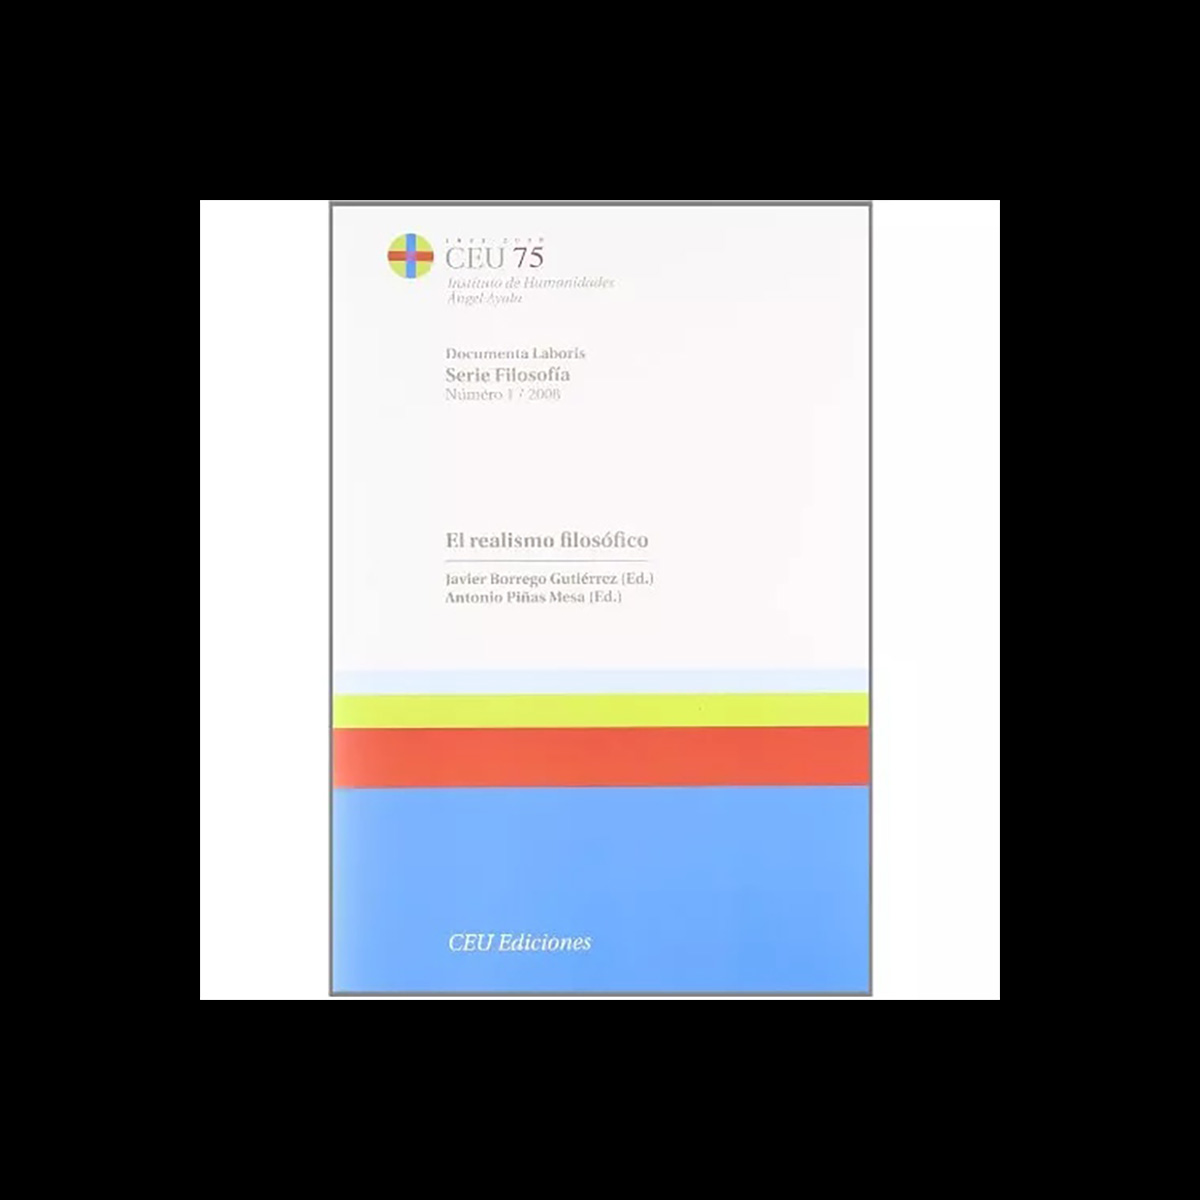 CEU 75
Instituto de Humanidades
Ángel Ayala
Documenta Laboris
Serie Filosofía
Número 1 / 2008
El realismo filosófico
Javier Borrego Gutiérrez (Ed.)
Antonio Piñas Mesa (Ed.)
CEU Ediciones